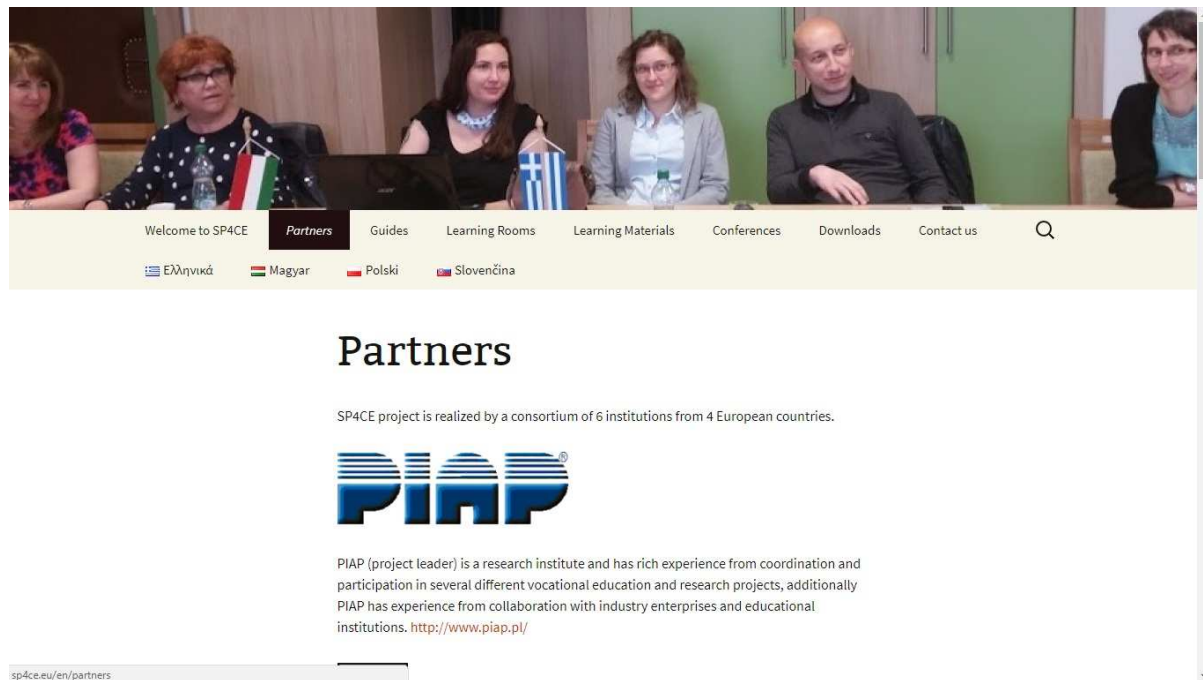 acer
Welcome to SP4CE Partners Guides Learning Rooms Learning Materials Conferences Downloads Contact us
Ελληνικά Magyar Polski Slovenčina
Partners
SP4CE project is realized by a consortium of 6 institutions from 4 European countries.
PIAP®
PIAP (project leader) is a research institute and has rich experience from coordination and
participation in several different vocational education and research projects, additionally
PIAP has experience from collaboration with industry enterprises and educational
institutions. http://www.piap.pl/
sp4ce.eu/en/partners